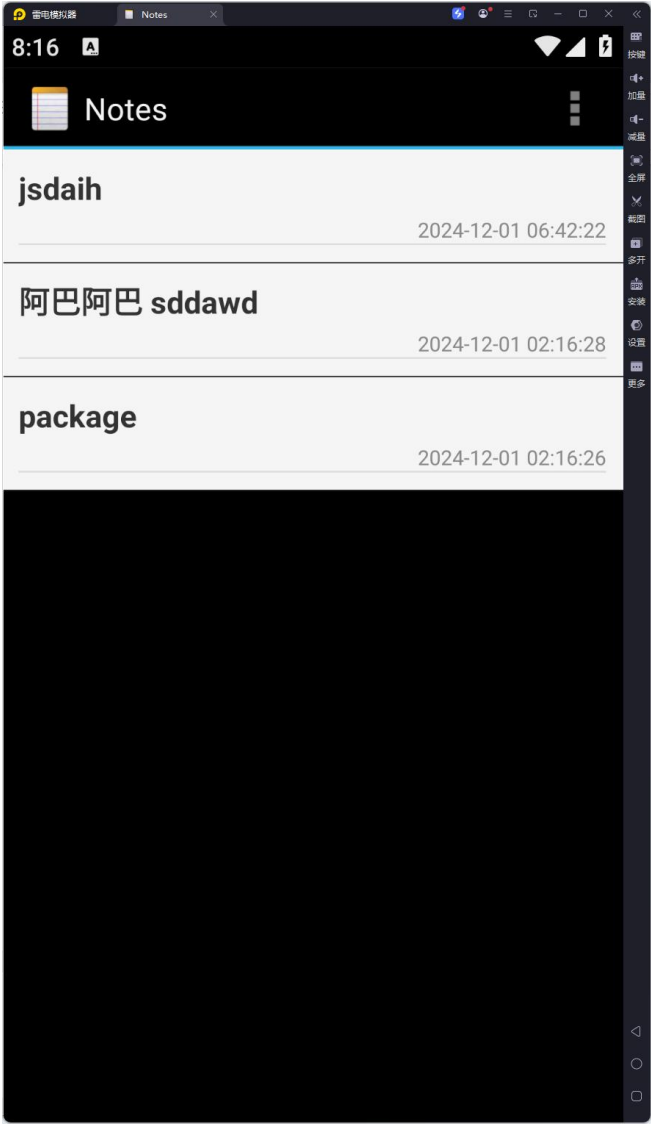 雷电模拟器
Notes
8:16
A
Notes
jsdaih
2024-12-01 06:42:22
阿巴阿巴 sddawd
2024-12-01 02:16:28
package
2024-12-01 02:16:26
按键
加量
减量
全屏
截图
多开
安装
设置
更多